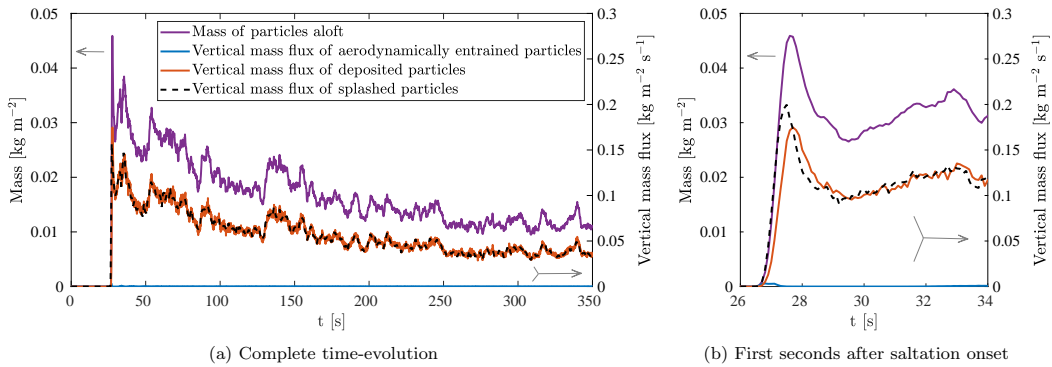 0.05
0.04
0.03
0.02
0.01
0
Mass [kg m−2]
0.3
0.25
0.2
0.15
0.1
0.05
0
Vertical mass flux [kg m−2 s−1]
Mass of particles aloft
Vertical mass flux of aerodynamically entrained particles
Vertical mass flux of deposited particles
Vertical mass flux of splashed particles
0 50 100 150 200 250 300 350
t [s]
(a) Complete time-evolution
0.05
0.04
0.03
0.02
0.01
0
Mass [kg m−2]
0.3
0.25
0.2
0.15
0.1
0.05
0
Vertical mass flux [kg m−2 s−1]
26 28 30 32 34
t [s]
(b) First seconds after saltation onset